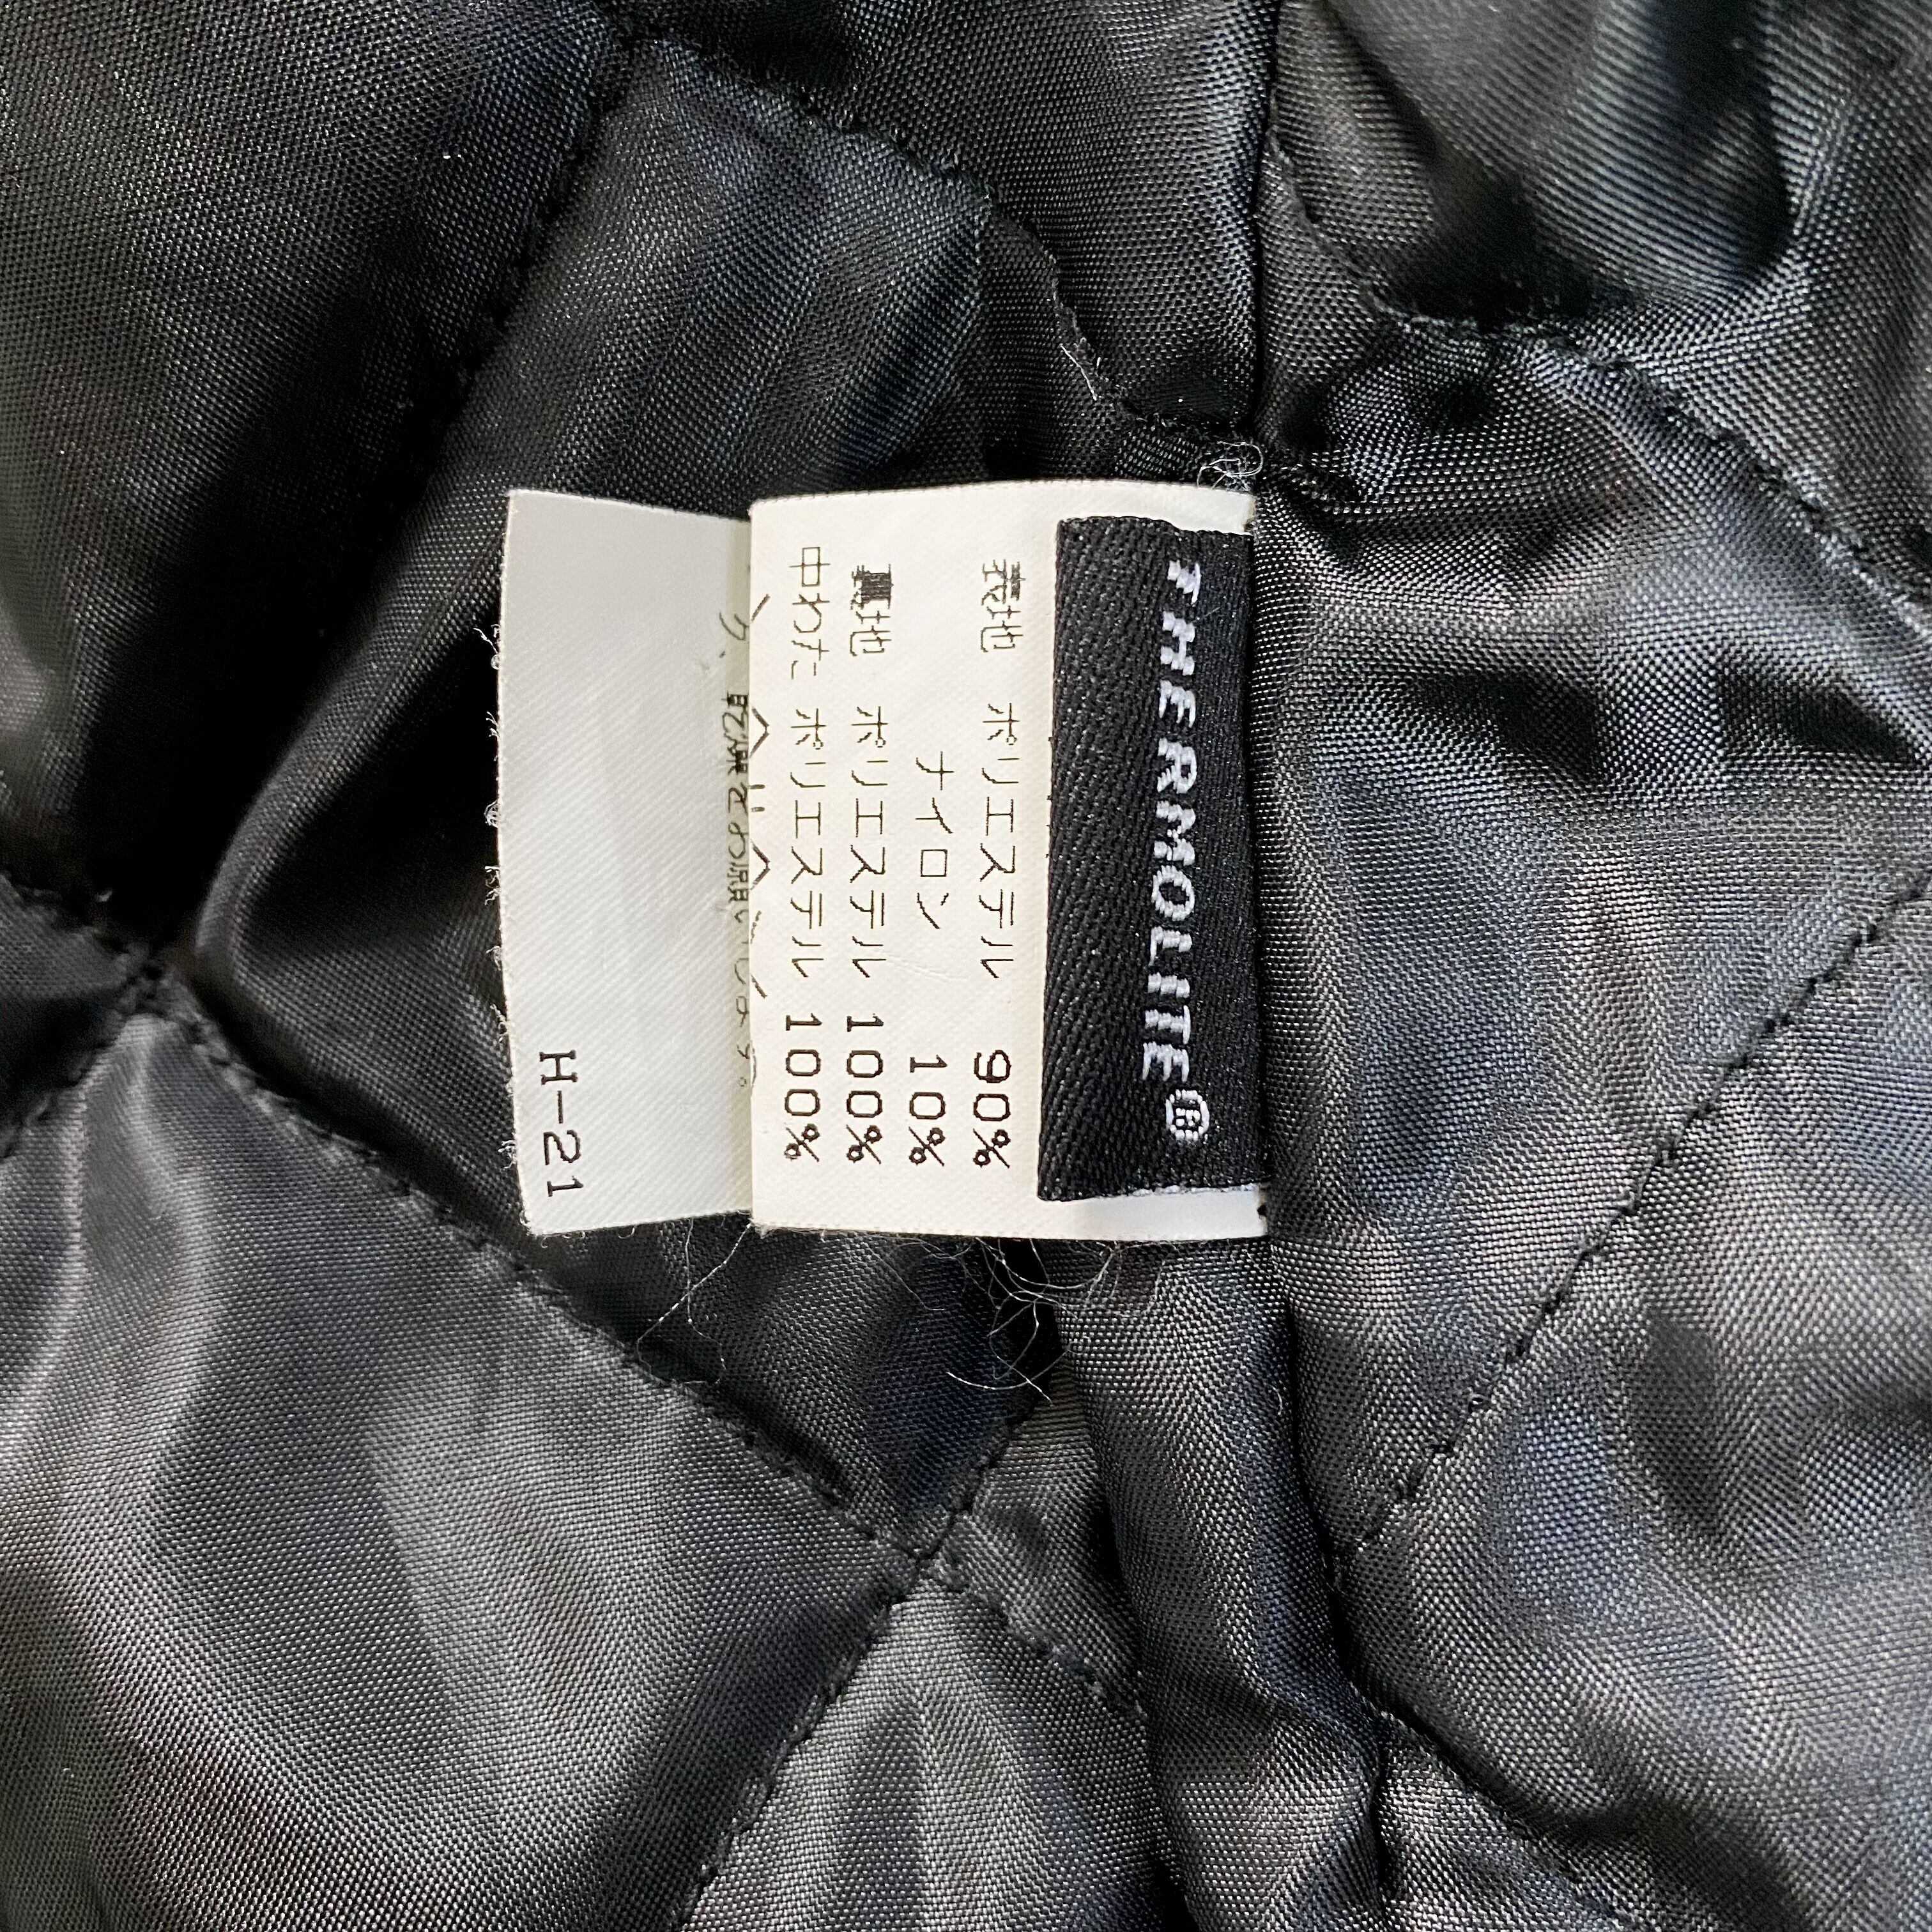 THERMOLITE®
表地 ポリエステル 90%
ナイロン 10%
裏地 ポリエステル 100%
中わた ポリエステル 100%
H-21